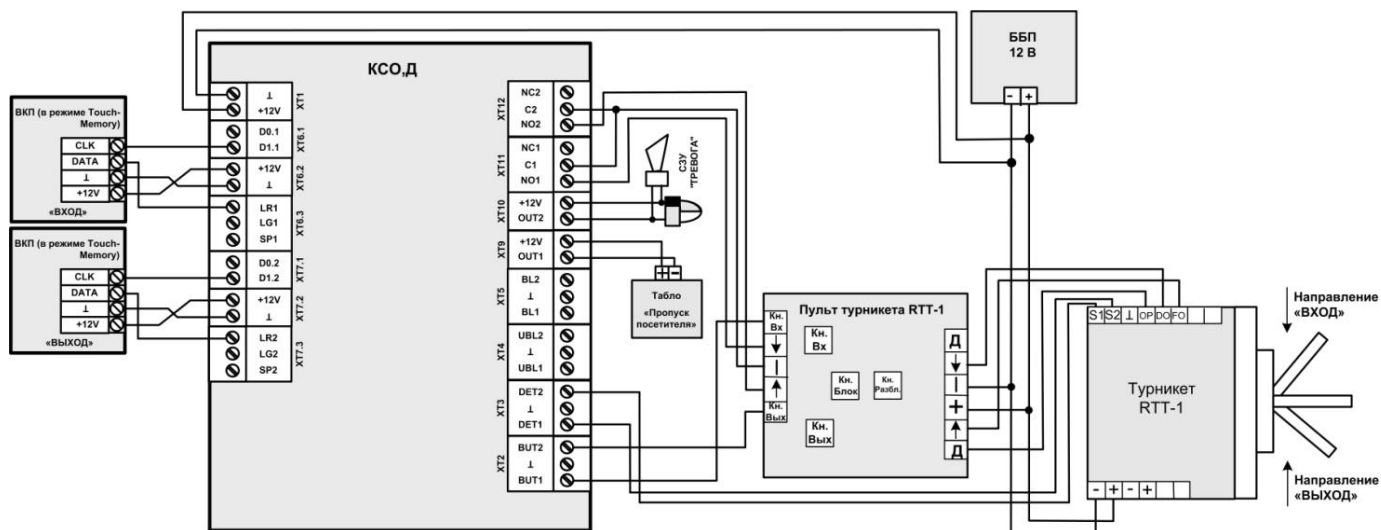 ББП
12 В
КСО,Д
ВКП (в режиме Touch-
Memory)
CLK
DATA
⊥
+12V
«ВХОД»
ВКП (в режиме Touch-
Memory)
CLK
DATA
⊥
+12V
«ВЫХОД»
⊥
+12V
XT1
D0.1
D1.1
XT6.1
+12V
⊥
XT6.2
LR1
LG1
SP1
XT6.3
D0.2
D1.2
XT7.1
+12V
⊥
XT7.2
LR2
LG2
SP2
XT7.3
XT12
NC2
C2
NO2
XT11
NC1
C1
NO1
XT10
+12V
OUT2
XT9
+12V
OUT1
XT5
BL2
⊥
BL1
XT4
UBL2
⊥
UBL1
XT3
DET2
⊥
DET1
XT2
BUT2
⊥
BUT1
СЗУ
"ТРЕВОГА"
+ −
Табло
«Пропуск
посетителя»
- +
Пульт турникета RTT-1
Кн.
Вх
↓
|
↑
Кн.
Вых
Кн.
Вх
Кн.
Блок
Кн.
Разбл.
Кн.
Вых
Д
↓
|
+
↑
Д
S1 S2 ⊥ OP DO FO
Турникет
RTT-1
- + - +
Направление
«ВХОД»
Направление
«ВЫХОД»